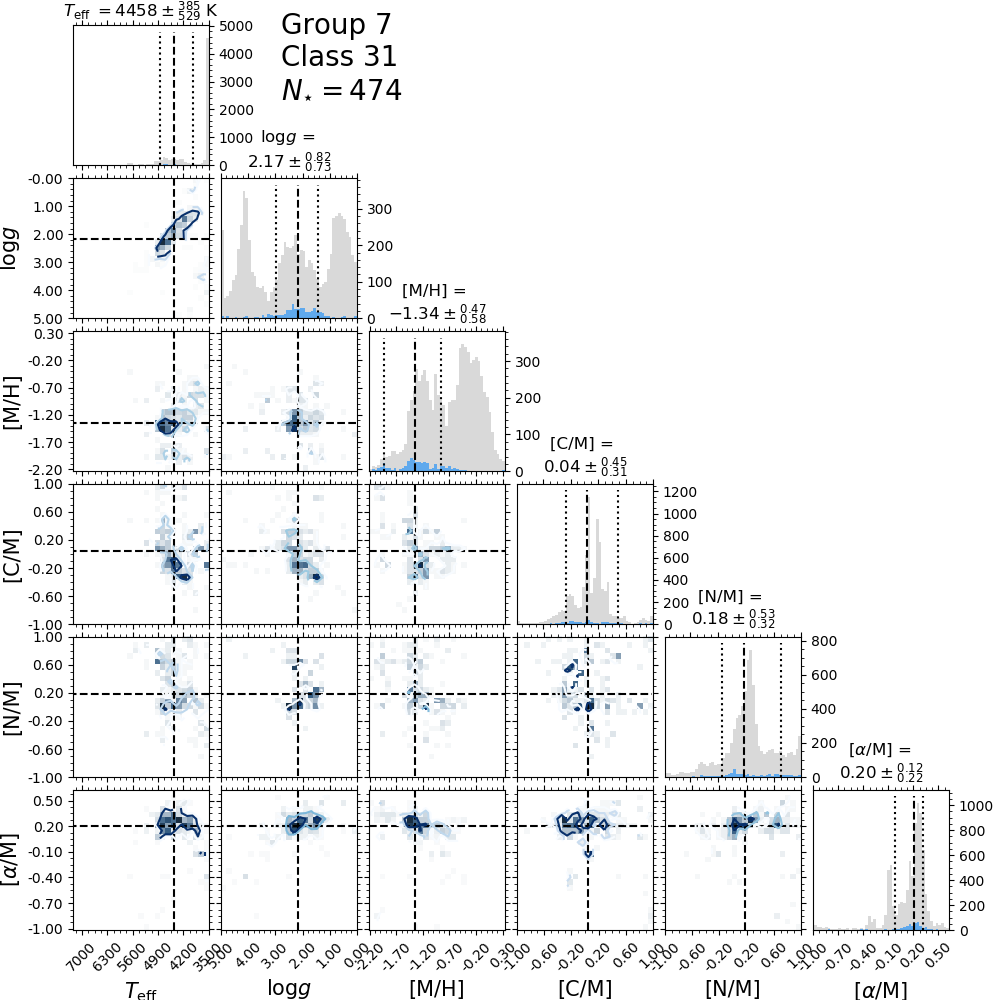 T_eff = 4458 ± 385 529 K
Group 7
Class 31
N⋆ = 474
5000
4000
3000
2000
1000
0
logg =
2.17 ± 0.82 0.73
-0.00
1.00
2.00
3.00
4.00
5.00
logg
300
200
100
0
[M/H] =
−1.34 ± 0.47 0.58
0.30
-0.20
-0.70
-1.20
-1.70
-2.20
[M/H]
300
200
100
0
[C/M] =
0.04 ± 0.45 0.31
1.00
0.60
0.20
-0.20
-0.60
-1.00
[C/M]
1200
1000
800
600
400
200
0
[N/M] =
0.18 ± 0.53 0.32
1.00
0.60
0.20
-0.20
-0.60
-1.00
[N/M]
800
600
400
200
0
[α/M] =
0.20 ± 0.12 0.22
0.50
0.20
-0.10
-0.40
-0.70
-1.00
[α/M]
1000
800
600
400
200
0
7000 6300 5600 4900 4200 3500
5.00 4.00 3.00 2.00 1.00 0.00
-2.20 -1.70 -1.20 -0.70 -0.20 0.30
-1.00 -0.60 -0.20 0.20 0.60 1.00
-1.00 -0.60 -0.20 0.20 0.60 1.00
-1.00 -0.70 -0.40 -0.10 0.20 0.50
T_eff logg [M/H] [C/M] [N/M] [α/M]